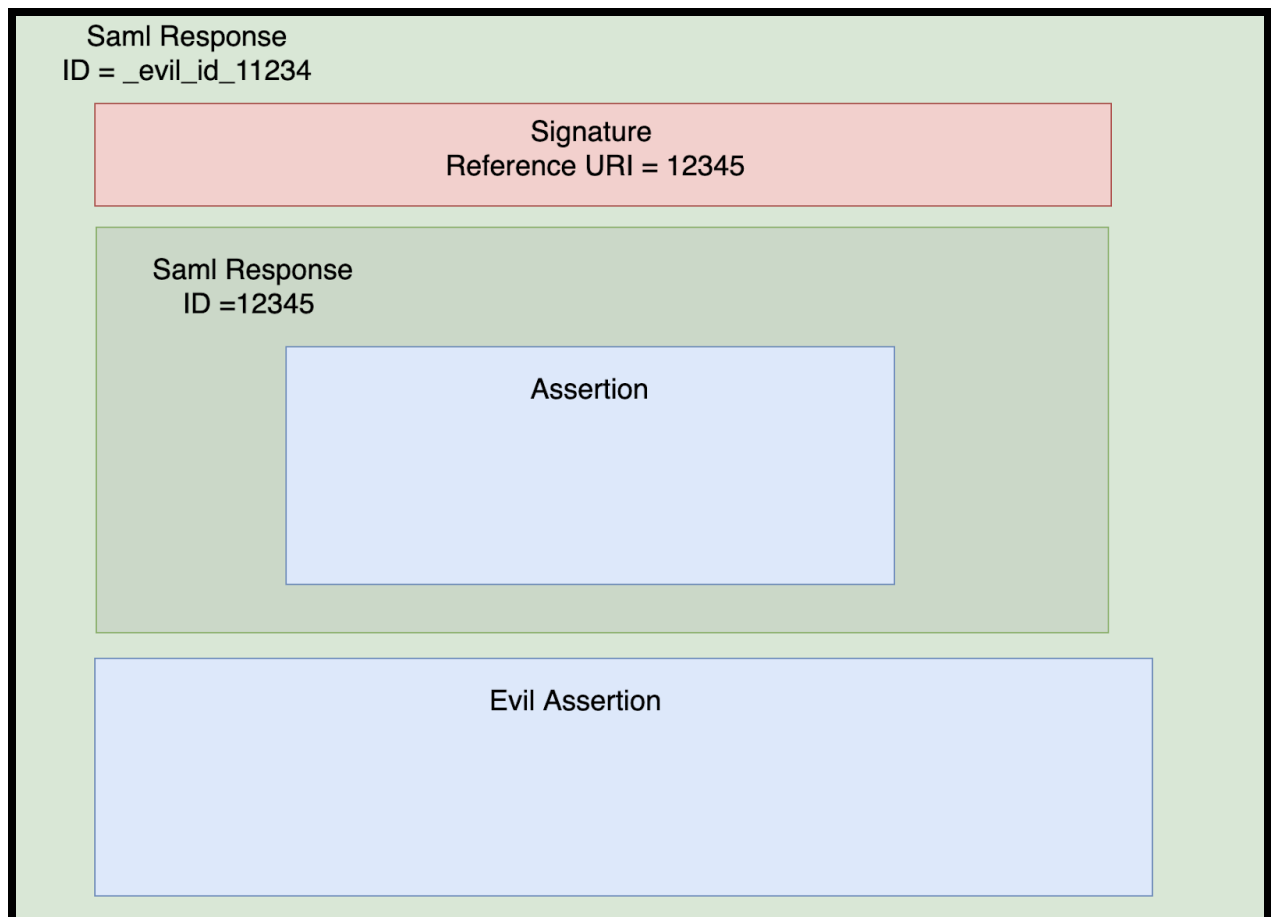 Saml Response
ID = _evil_id_11234
Signature
Reference URI = 12345
Saml Response
ID =12345
Assertion
Evil Assertion